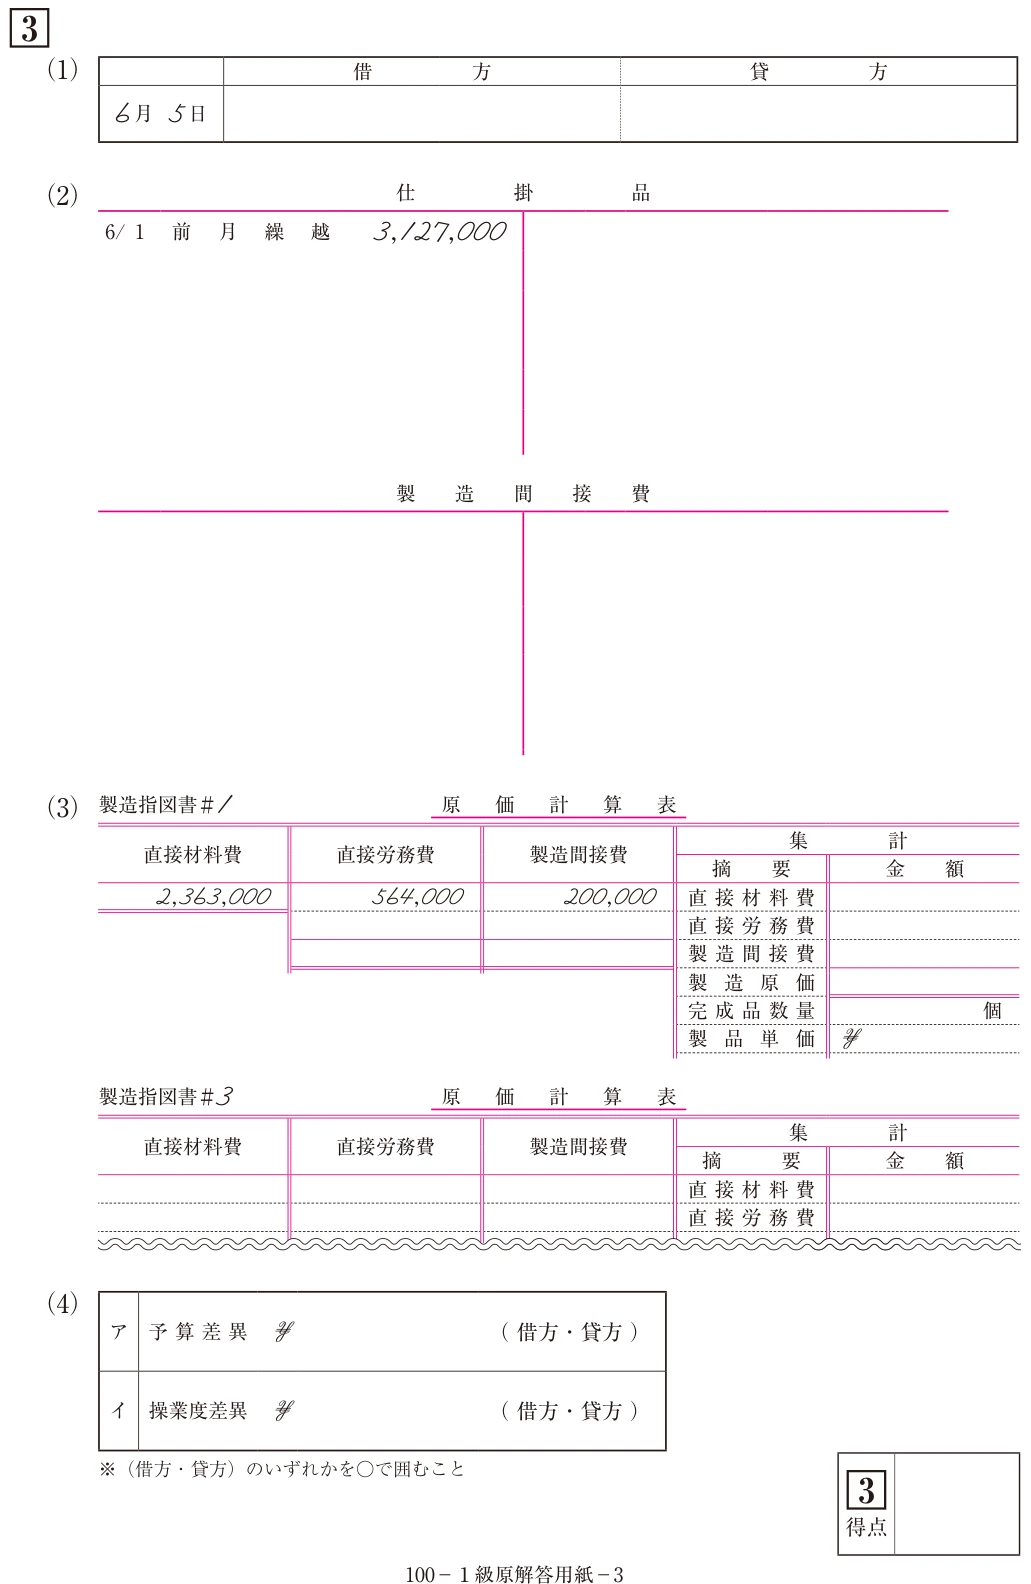 3
(1) 借方 貸方
6月 5日
(2) 仕掛品
6/ 1 前月繰越 3,127,000
製造間接費
(3) 製造指図書#1 原価計算表
直接材料費 直接労務費 製造間接費 集計
摘要 金額
2,363,000 564,000 200,000 直接材料費
直接労務費
製造間接費
製造原価
完成品数量 個
製品単価 ¥
製造指図書#3 原価計算表
直接材料費 直接労務費 製造間接費 集計
摘要 金額
直接材料費
直接労務費
(4) ア 予算差異 ¥ (借方・貸方)
イ 操業度差異 ¥ (借方・貸方)
※(借方・貸方)のいずれかを○で囲むこと
3
得点
100-1級原解答用紙-3